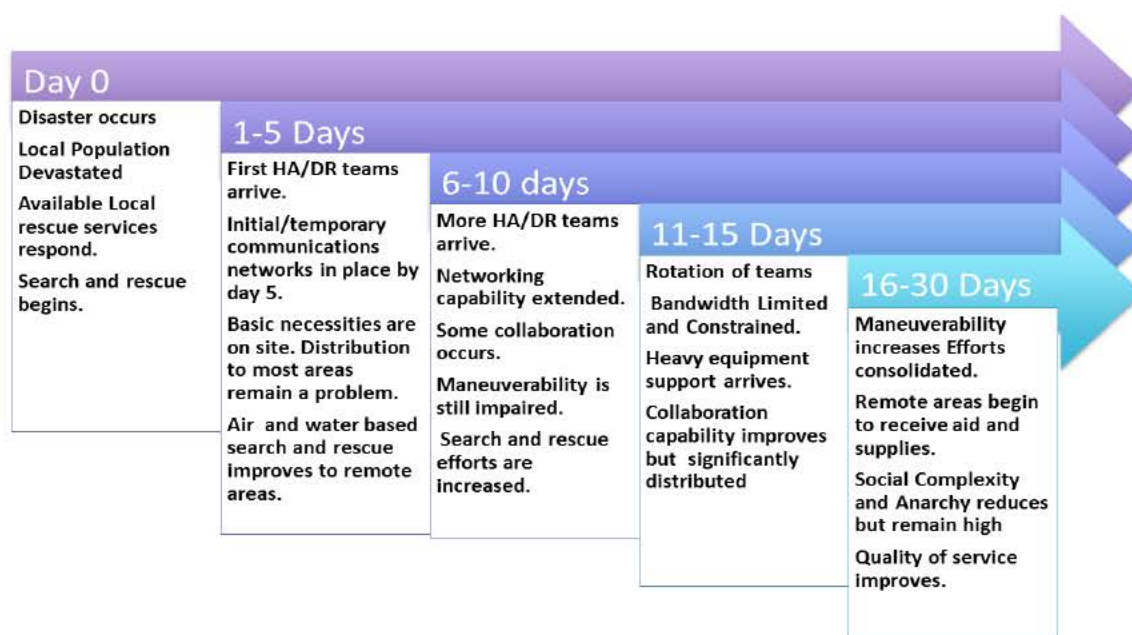 Day 0
Disaster occurs
Local Population
Devastated
Available Local
rescue services
respond.
Search and rescue
begins.
1-5 Days
First HA/DR teams
arrive.
Initial/temporary
communications
networks in place by
day 5.
Basic necessities are
on site. Distribution
to most areas
remain a problem.
Air and water based
search and rescue
improves to remote
areas.
6-10 days
More HA/DR teams
arrive.
Networking
capability extended.
Some collaboration
occurs.
Maneuverability is
still impaired.
Search and rescue
efforts are
increased.
11-15 Days
Rotation of teams
Bandwidth Limited
and Constrained.
Heavy equipment
support arrives.
Collaboration
capability improves
but significantly
distributed
16-30 Days
Maneuverability
increases Efforts
consolidated.
Remote areas begin
to receive aid and
supplies.
Social Complexity
and Anarchy reduces
but remain high
Quality of service
improves.